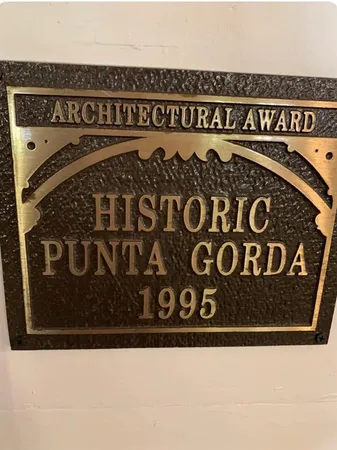 ARCHITECTURAL AWARD
HISTORIC
PUNTA GORDA
1995